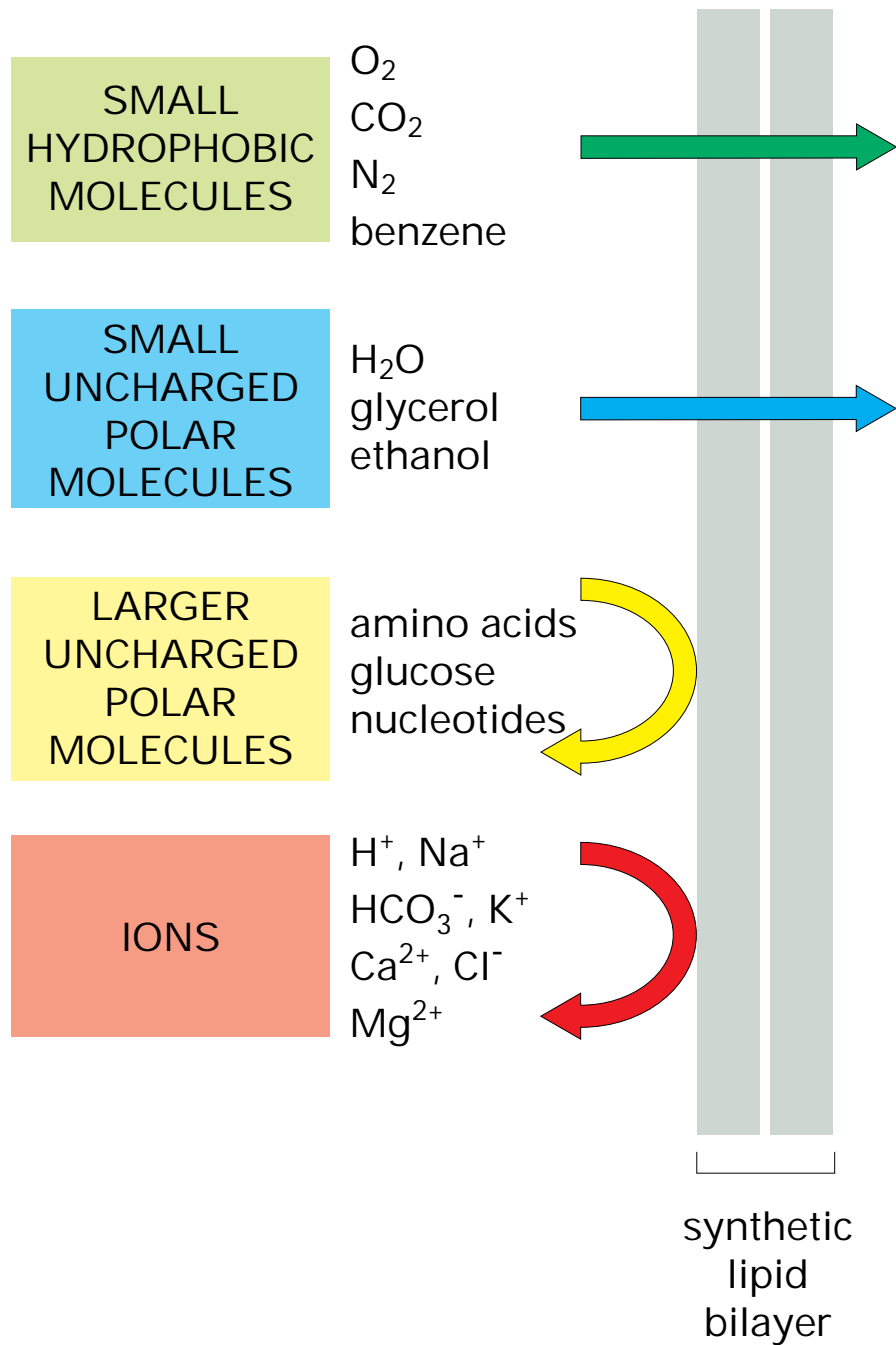 SMALL
HYDROPHOBIC
MOLECULES
O₂
CO₂
N₂
benzene
SMALL
UNCHARGED
POLAR
MOLECULES
H₂O
glycerol
ethanol
LARGER
UNCHARGED
POLAR
MOLECULES
amino acids
glucose
nucleotides
IONS
H⁺, Na⁺
HCO₃⁻, K⁺
Ca²⁺, Cl⁻
Mg²⁺
synthetic
lipid
bilayer